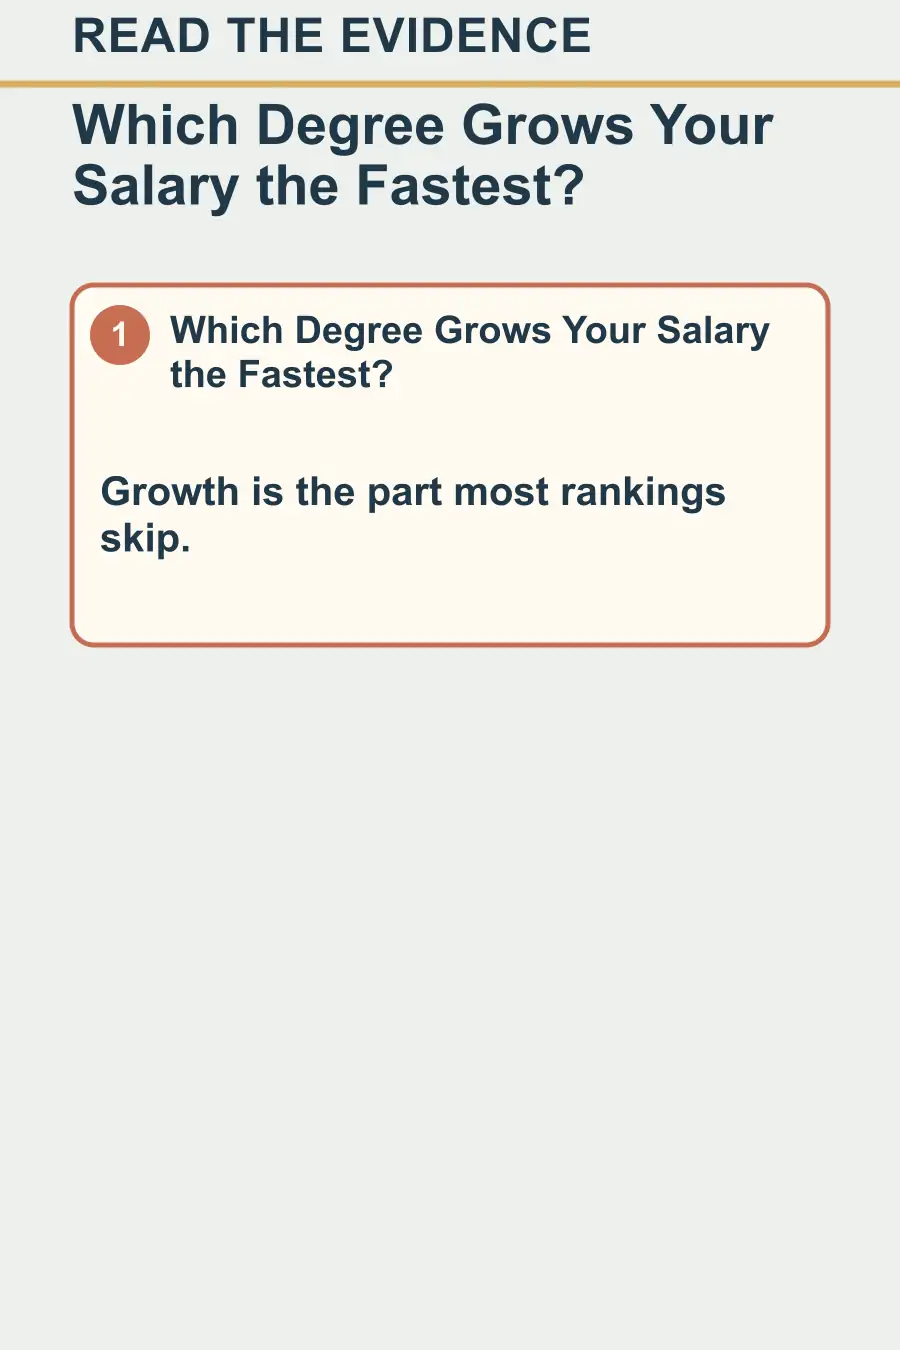 READ THE EVIDENCE
Which Degree Grows Your
Salary the Fastest?
1
Which Degree Grows Your Salary
the Fastest?
Growth is the part most rankings
skip.